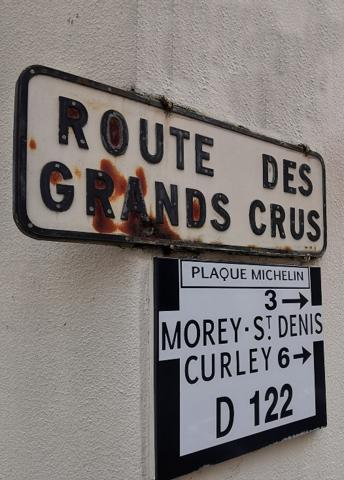 ROUTE DES
GRANDS CRUS
PLAQUE MICHELIN
3 →
MOREY·ST DENIS
CURLEY 6 →
D 122